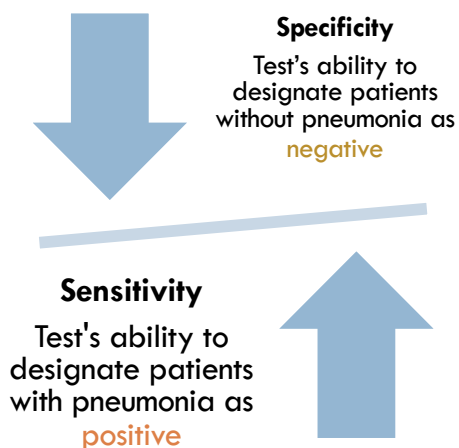 Specificity
Test’s ability to
designate patients
without pneumonia as
negative
Sensitivity
Test's ability to
designate patients
with pneumonia as
positive